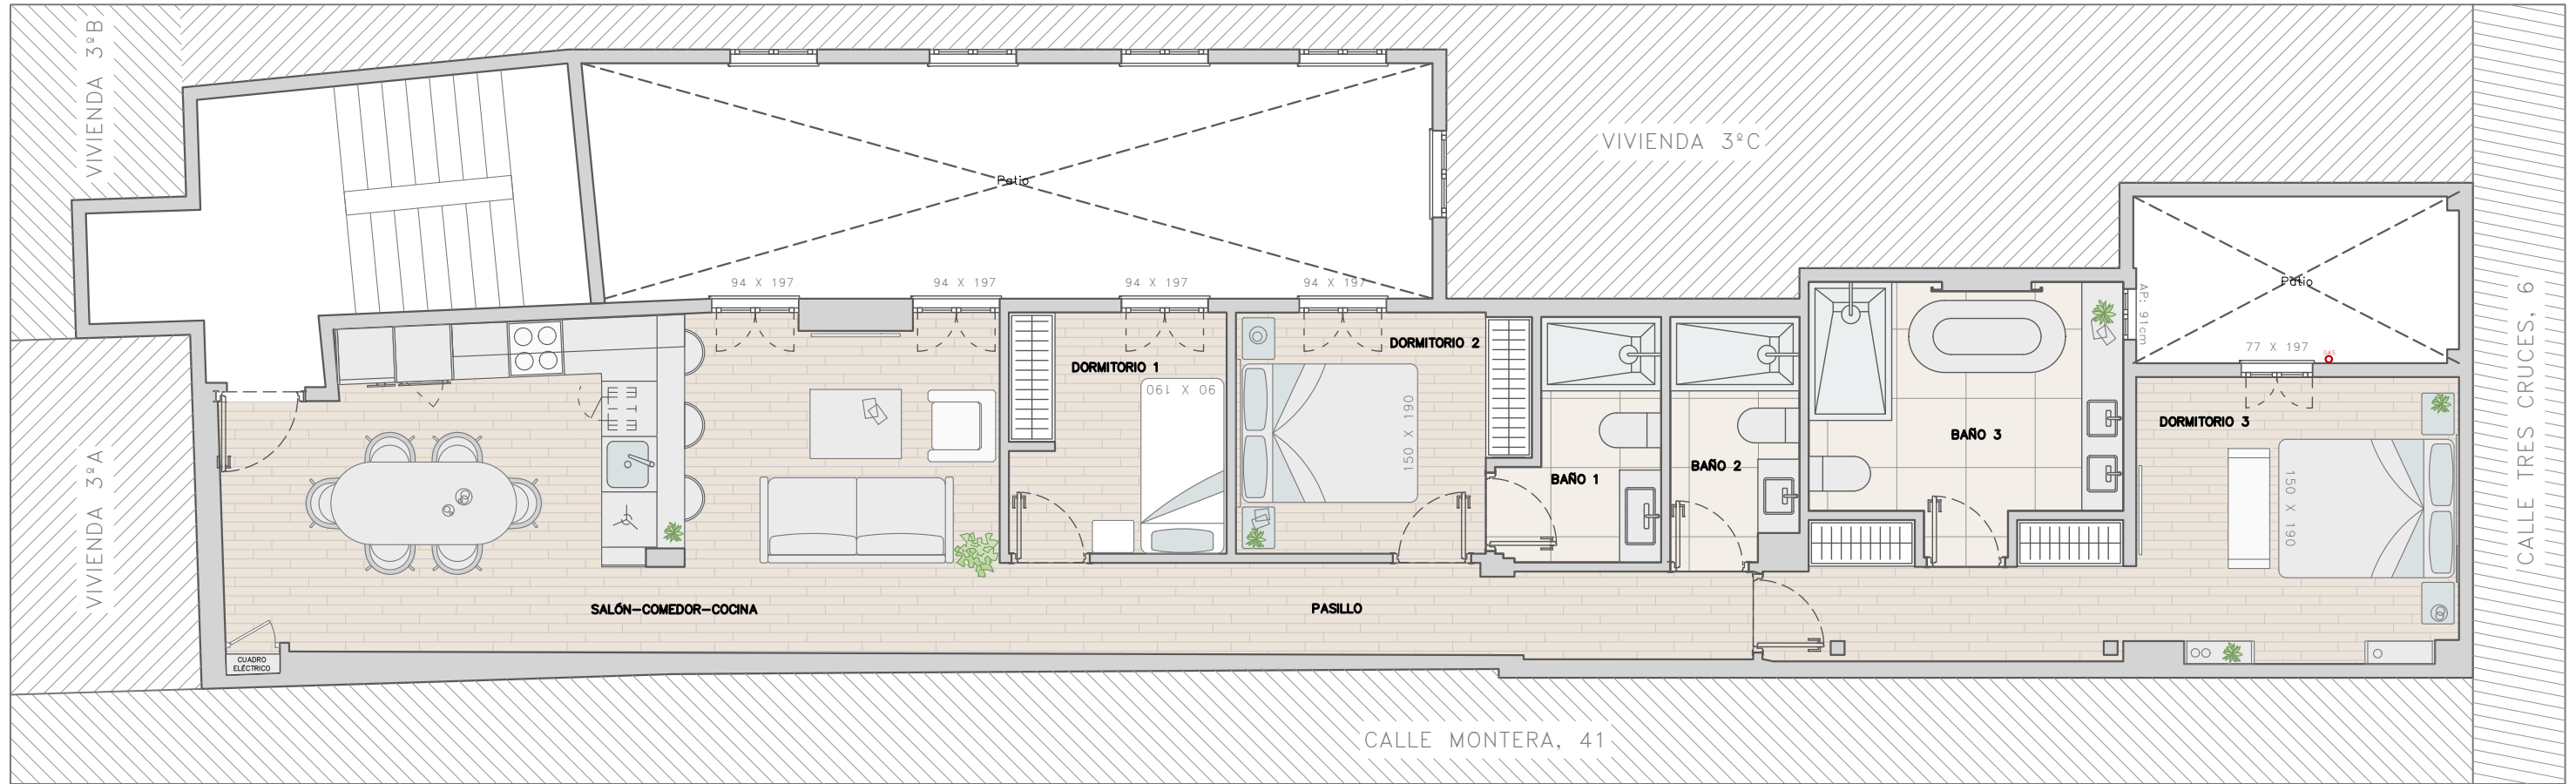 VIVIENDA 3ºB
VIVIENDA 3ºC
Patio
94 X 197
94 X 197
94 X 197
94 X 197
Patio
AP: 91cm
77 X 197
GAS
DORMITORIO 1
90 X 190
DORMITORIO 2
150 X 190
BAÑO 1
BAÑO 2
BAÑO 3
DORMITORIO 3
150 X 190
VIVIENDA 3ºA
CALLE TRES CRUCES, 6
SALÓN-COMEDOR-COCINA
PASILLO
CUADRO
ELÉCTRICO
CALLE MONTERA, 41